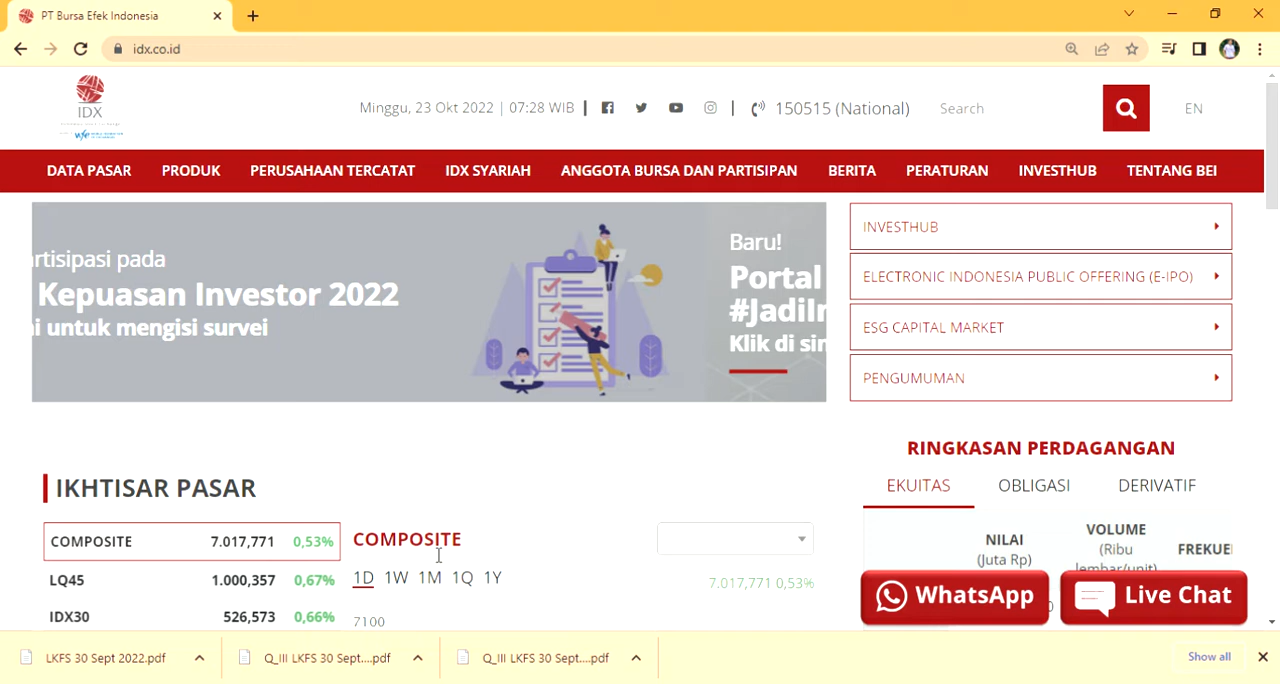 PT Bursa Efek Indonesia
idx.co.id
IDX
Minggu, 23 Okt 2022 | 07:28 WIB
150515 (National)
Search
EN
DATA PASAR PRODUK PERUSAHAAN TERCATAT IDX SYARIAH ANGGOTA BURSA DAN PARTISIPAN BERITA PERATURAN INVESTHUB TENTANG BEI
artisipasi pada
Kepuasan Investor 2022
ni untuk mengisi survei
Baru!
Portal
#JadiIn
Klik di sin
INVESTHUB
ELECTRONIC INDONESIA PUBLIC OFFERING (E-IPO)
ESG CAPITAL MARKET
PENGUMUMAN
IKHTISAR PASAR
COMPOSITE 7.017,771 0,53%
LQ45 1.000,357 0,67%
IDX30 526,573 0,66%
COMPOSITE
1D 1W 1M 1Q 1Y
7.017,771 0,53%
7100
RINGKASAN PERDAGANGAN
EKUITAS OBLIGASI DERIVATIF
NILAI
(Juta Rp)
VOLUME
(Ribu
lembar/unit)
FREKUE
WhatsApp
Live Chat
LKFS 30 Sept 2022.pdf
Q_III LKFS 30 Sept....pdf
Q_III LKFS 30 Sept....pdf
Show all